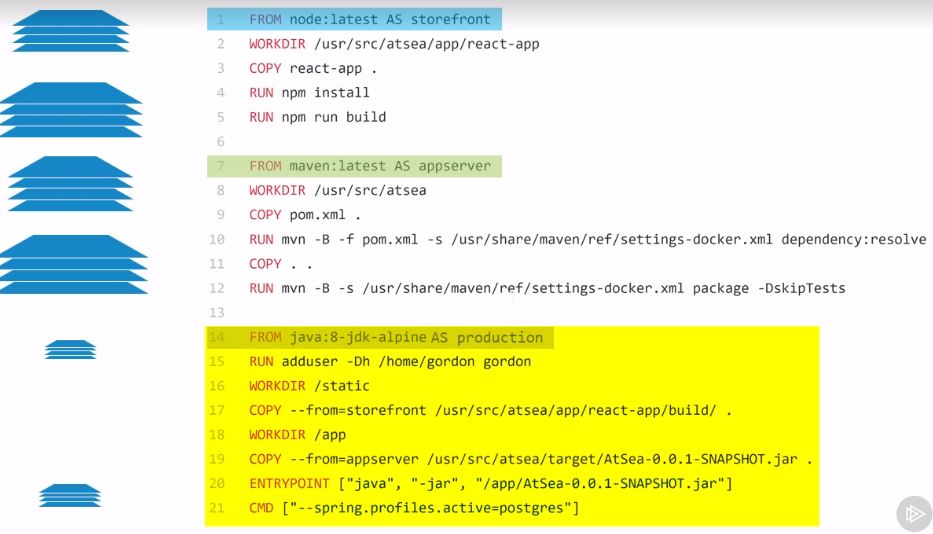 1 FROM node:latest AS storefront
2 WORKDIR /usr/src/atsea/app/react-app
3 COPY react-app .
4 RUN npm install
5 RUN npm run build
6
7 FROM maven:latest AS appserver
8 WORKDIR /usr/src/atsea
9 COPY pom.xml .
10 RUN mvn -B -f pom.xml -s /usr/share/maven/ref/settings-docker.xml dependency:resolve
11 COPY . .
12 RUN mvn -B -s /usr/share/maven/ref/settings-docker.xml package -DskipTests
13
14 FROM java:8-jdk-alpine AS production
15 RUN adduser -Dh /home/gordon gordon
16 WORKDIR /static
17 COPY --from=storefront /usr/src/atsea/app/react-app/build/ .
18 WORKDIR /app
19 COPY --from=appserver /usr/src/atsea/target/AtSea-0.0.1-SNAPSHOT.jar .
20 ENTRYPOINT ["java", "-jar", "/app/AtSea-0.0.1-SNAPSHOT.jar"]
21 CMD ["--spring.profiles.active=postgres"]